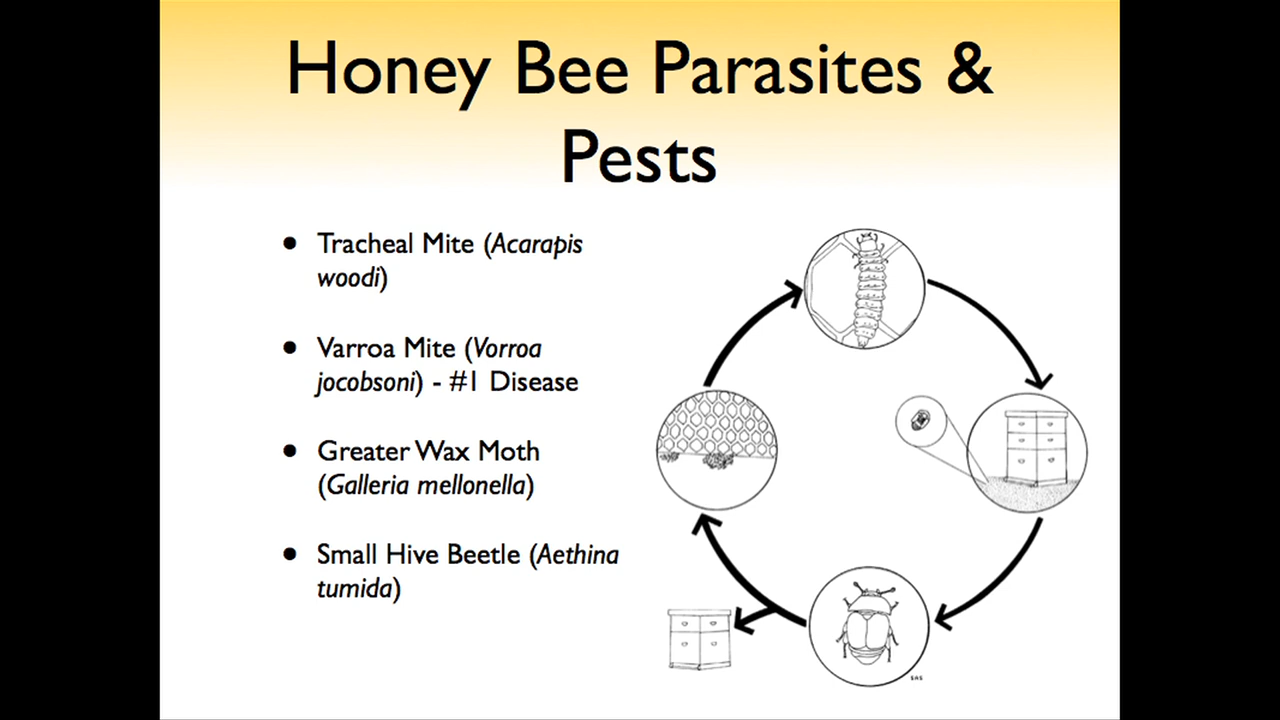 Honey Bee Parasites &
Pests
• Tracheal Mite (Acarapis
woodi)
• Varroa Mite (Vorroa
jocobsoni) - #1 Disease
• Greater Wax Moth
(Galleria mellonella)
• Small Hive Beetle (Aethina
tumida)